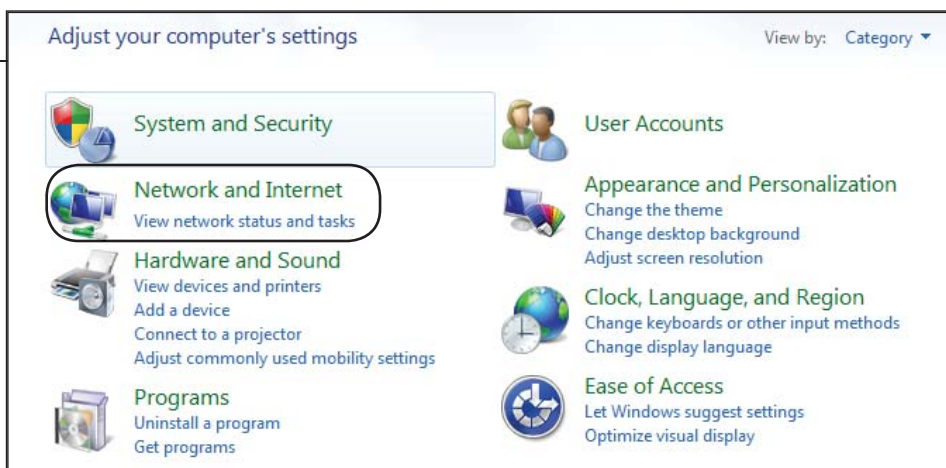 Adjust your computer's settings
View by: Category
System and Security
Network and Internet
View network status and tasks
Hardware and Sound
View devices and printers
Add a device
Connect to a projector
Adjust commonly used mobility settings
Programs
Uninstall a program
Get programs
User Accounts
Appearance and Personalization
Change the theme
Change desktop background
Adjust screen resolution
Clock, Language, and Region
Change keyboards or other input methods
Change display language
Ease of Access
Let Windows suggest settings
Optimize visual display